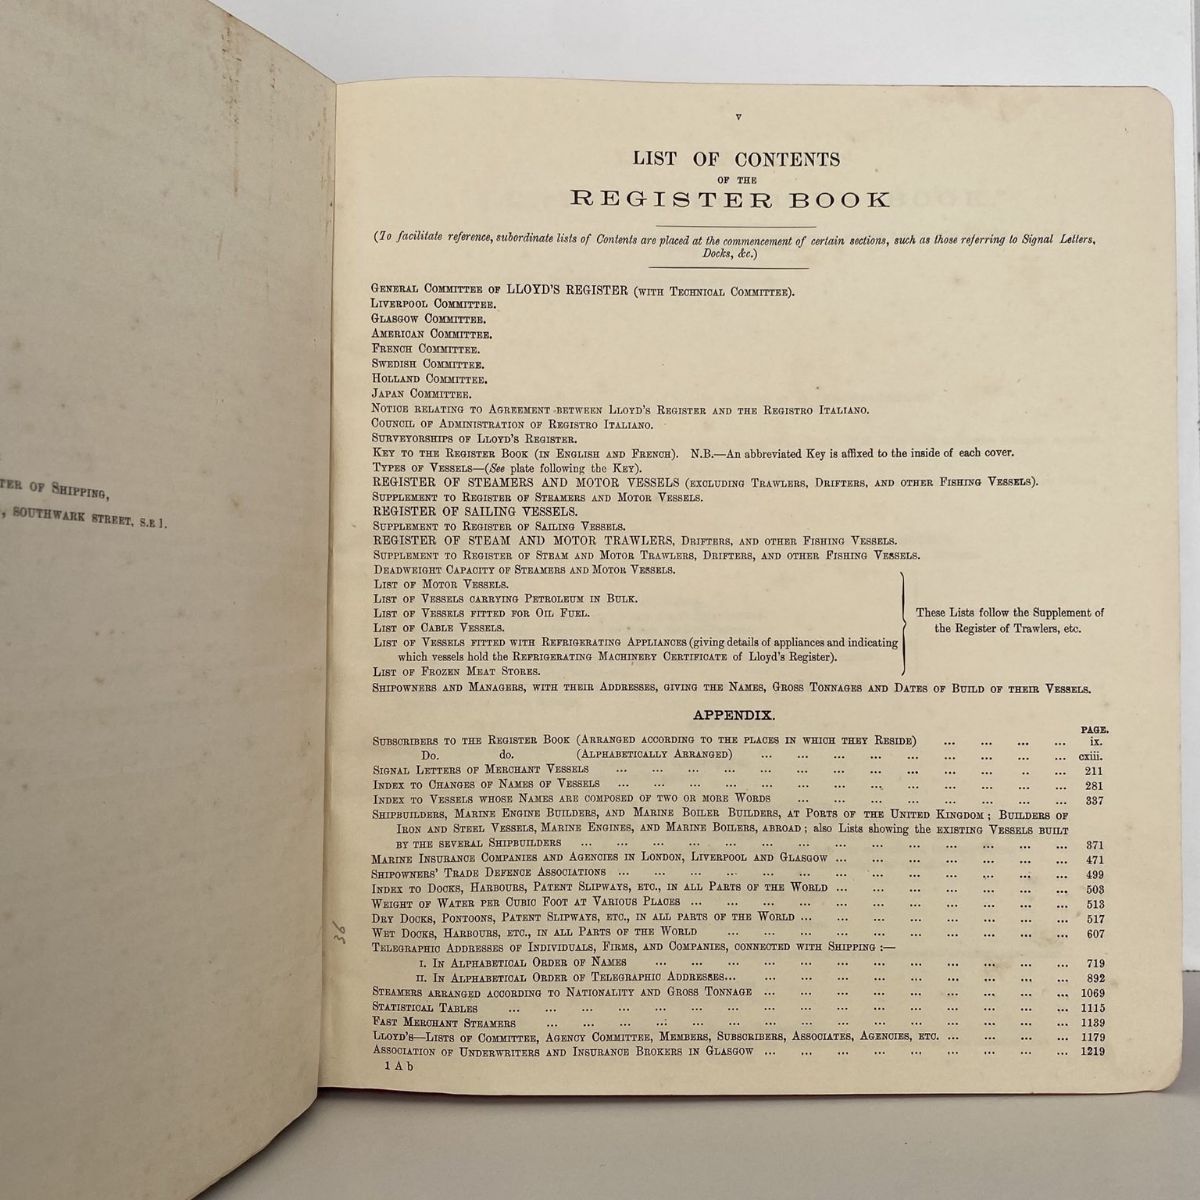 TER OF SHIPPING,
, SOUTHWARK STREET, S.E 1.
v
LIST OF CONTENTS
OF THE
REGISTER BOOK
(To facilitate reference, subordinate lists of Contents are placed at the commencement of certain sections, such as those referring to Signal Letters,
Docks, &c.)
GENERAL COMMITTEE OF LLOYD'S REGISTER (WITH TECHNICAL COMMITTEE).
LIVERPOOL COMMITTEE.
GLASGOW COMMITTEE.
AMERICAN COMMITTEE.
FRENCH COMMITTEE.
SWEDISH COMMITTEE.
HOLLAND COMMITTEE.
JAPAN COMMITTEE.
NOTICE RELATING TO AGREEMENT BETWEEN LLOYD'S REGISTER AND THE REGISTRO ITALIANO.
COUNCIL OF ADMINISTRATION OF REGISTRO ITALIANO.
SURVEYORSHIPS OF LLOYD'S REGISTER.
KEY TO THE REGISTER BOOK (IN ENGLISH AND FRENCH). N.B.—An abbreviated Key is affixed to the inside of each cover.
TYPES OF VESSELS—(See plate following the KEY).
REGISTER OF STEAMERS AND MOTOR VESSELS (EXCLUDING TRAWLERS, DRIFTERS, AND OTHER FISHING VESSELS).
SUPPLEMENT TO REGISTER OF STEAMERS AND MOTOR VESSELS.
REGISTER OF SAILING VESSELS.
SUPPLEMENT TO REGISTER OF SAILING VESSELS.
REGISTER OF STEAM AND MOTOR TRAWLERS, DRIFTERS, AND OTHER FISHING VESSELS.
SUPPLEMENT TO REGISTER OF STEAM AND MOTOR TRAWLERS, DRIFTERS, AND OTHER FISHING VESSELS.
DEADWEIGHT CAPACITY OF STEAMERS AND MOTOR VESSELS.
LIST OF MOTOR VESSELS.
LIST OF VESSELS CARRYING PETROLEUM IN BULK.
LIST OF VESSELS FITTED FOR OIL FUEL.
LIST OF CABLE VESSELS.
LIST OF VESSELS FITTED WITH REFRIGERATING APPLIANCES (giving details of appliances and indicating
which vessels hold the REFRIGERATING MACHINERY CERTIFICATE of Lloyd's Register).
LIST OF FROZEN MEAT STORES.
These Lists follow the Supplement of
the Register of Trawlers, etc.
SHIPOWNERS AND MANAGERS, WITH THEIR ADDRESSES, GIVING THE NAMES, GROSS TONNAGES AND DATES OF BUILD OF THEIR VESSELS.
APPENDIX.
PAGE.
SUBSCRIBERS TO THE REGISTER BOOK (ARRANGED ACCORDING TO THE PLACES IN WHICH THEY RESIDE) ... ... ... ... ix.
Do. do. (ALPHABETICALLY ARRANGED) ... ... ... ... ... ... ... ... ... cxiii.
SIGNAL LETTERS OF MERCHANT VESSELS ... ... ... ... ... ... ... ... ... ... ... ... ... 211
INDEX TO CHANGES OF NAMES OF VESSELS ... ... ... ... ... ... ... ... ... ... ... ... ... 281
INDEX TO VESSELS WHOSE NAMES ARE COMPOSED OF TWO OR MORE WORDS ... ... ... ... ... ... ... ... 337
SHIPBUILDERS, MARINE ENGINE BUILDERS, AND MARINE BOILER BUILDERS, AT PORTS OF THE UNITED KINGDOM; BUILDERS OF
IRON AND STEEL VESSELS, MARINE ENGINES, AND MARINE BOILERS, ABROAD; also Lists showing the EXISTING VESSELS BUILT
BY THE SEVERAL SHIPBUILDERS ... ... ... ... ... ... ... ... ... ... ... ... ... ... 371
MARINE INSURANCE COMPANIES AND AGENCIES IN LONDON, LIVERPOOL AND GLASGOW ... ... ... ... ... ... ... 471
SHIPOWNERS' TRADE DEFENCE ASSOCIATIONS ... ... ... ... ... ... ... ... ... ... ... ... ... 499
INDEX TO DOCKS, HARBOURS, PATENT SLIPWAYS, ETC., IN ALL PARTS OF THE WORLD ... ... ... ... ... ... ... 503
WEIGHT OF WATER PER CUBIC FOOT AT VARIOUS PLACES ... ... ... ... ... ... ... ... ... ... ... 513
DRY DOCKS, PONTOONS, PATENT SLIPWAYS, ETC., IN ALL PARTS OF THE WORLD ... ... ... ... ... ... ... ... 517
WET DOCKS, HARBOURS, ETC., IN ALL PARTS OF THE WORLD ... ... ... ... ... ... ... ... ... ... 607
36
TELEGRAPHIC ADDRESSES OF INDIVIDUALS, FIRMS, AND COMPANIES, CONNECTED WITH SHIPPING :—
I. IN ALPHABETICAL ORDER OF NAMES ... ... ... ... ... ... ... ... ... ... ... ... 719
II. IN ALPHABETICAL ORDER OF TELEGRAPHIC ADDRESSES... ... ... ... ... ... ... ... ... ... 892
STEAMERS ARRANGED ACCORDING TO NATIONALITY AND GROSS TONNAGE ... ... ... ... ... ... ... ... ... 1069
STATISTICAL TABLES ... ... ... ... ... ... ... ... ... ... ... ... ... ... ... ... 1115
FAST MERCHANT STEAMERS ... ... ... ... ... ... ... ... ... ... ... ... ... ... ... 1139
LLOYD'S—LISTS OF COMMITTEE, AGENCY COMMITTEE, MEMBERS, SUBSCRIBERS, ASSOCIATES, AGENCIES, ETC. ... ... ... ... 1179
ASSOCIATION OF UNDERWRITERS AND INSURANCE BROKERS IN GLASGOW ... ... ... ... ... ... ... ... ... 1219
1 A b